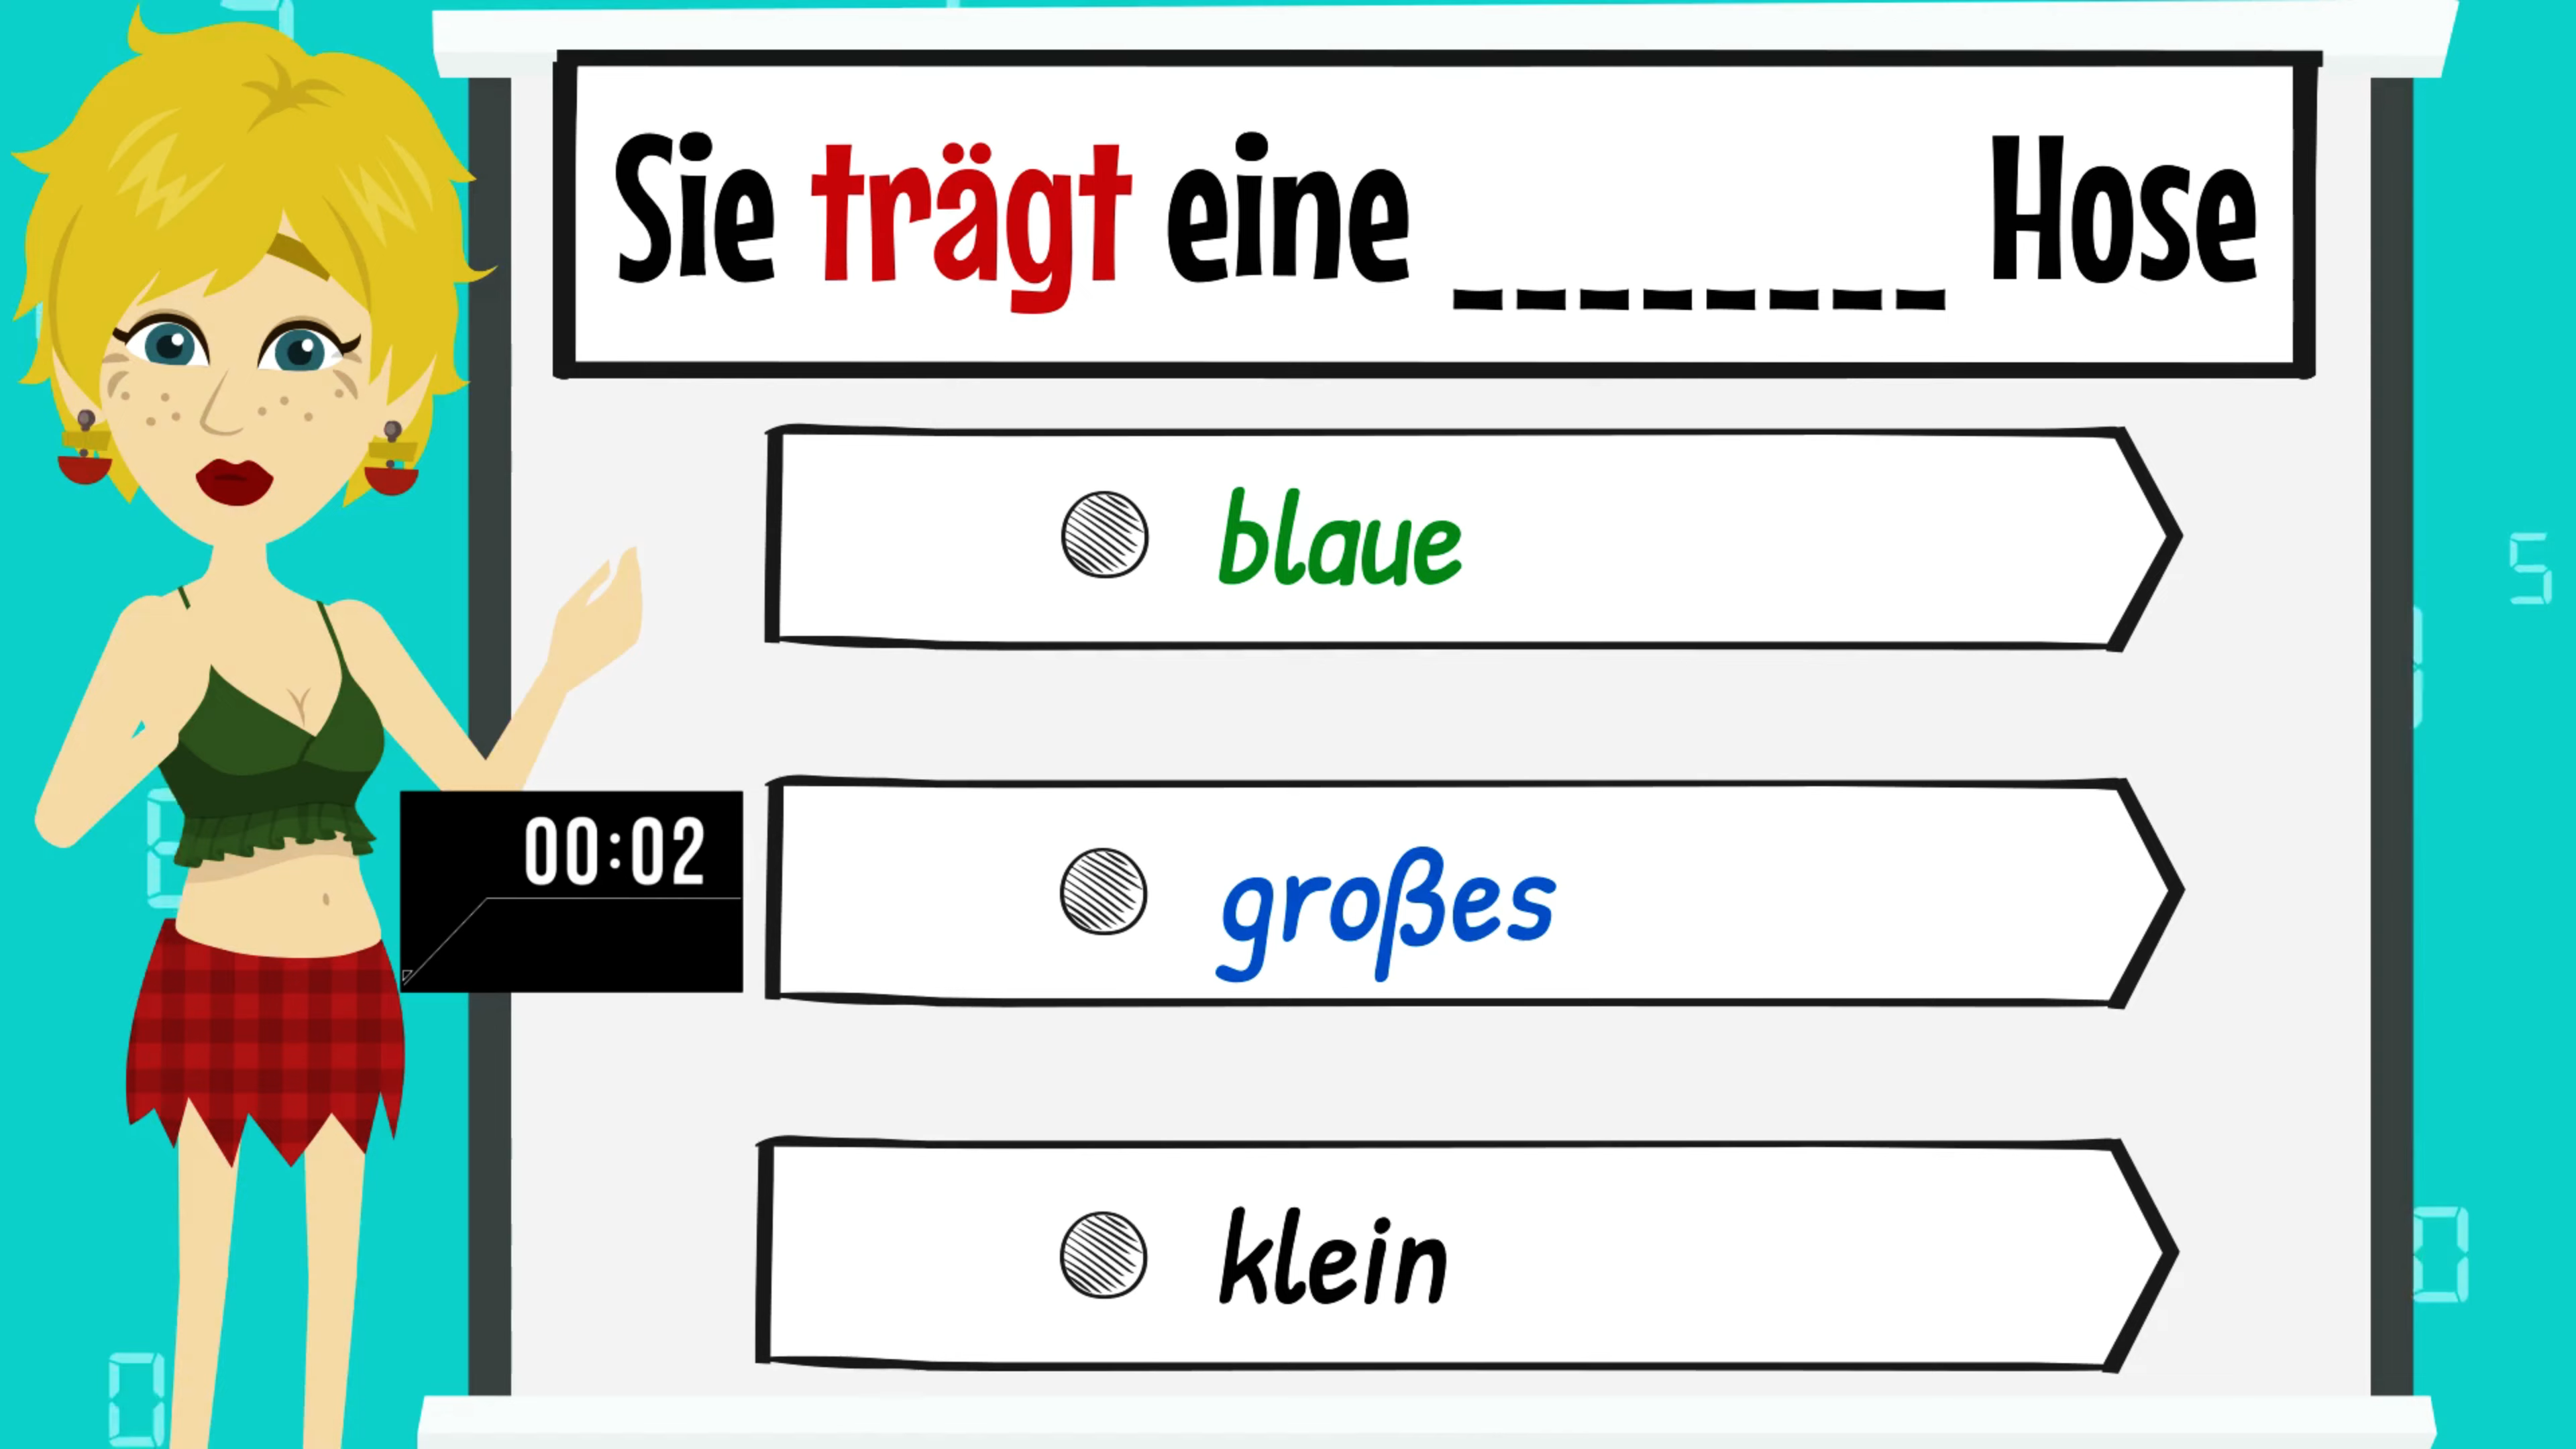 Sie trägt eine ________ Hose
blaue
00:02
großes
klein